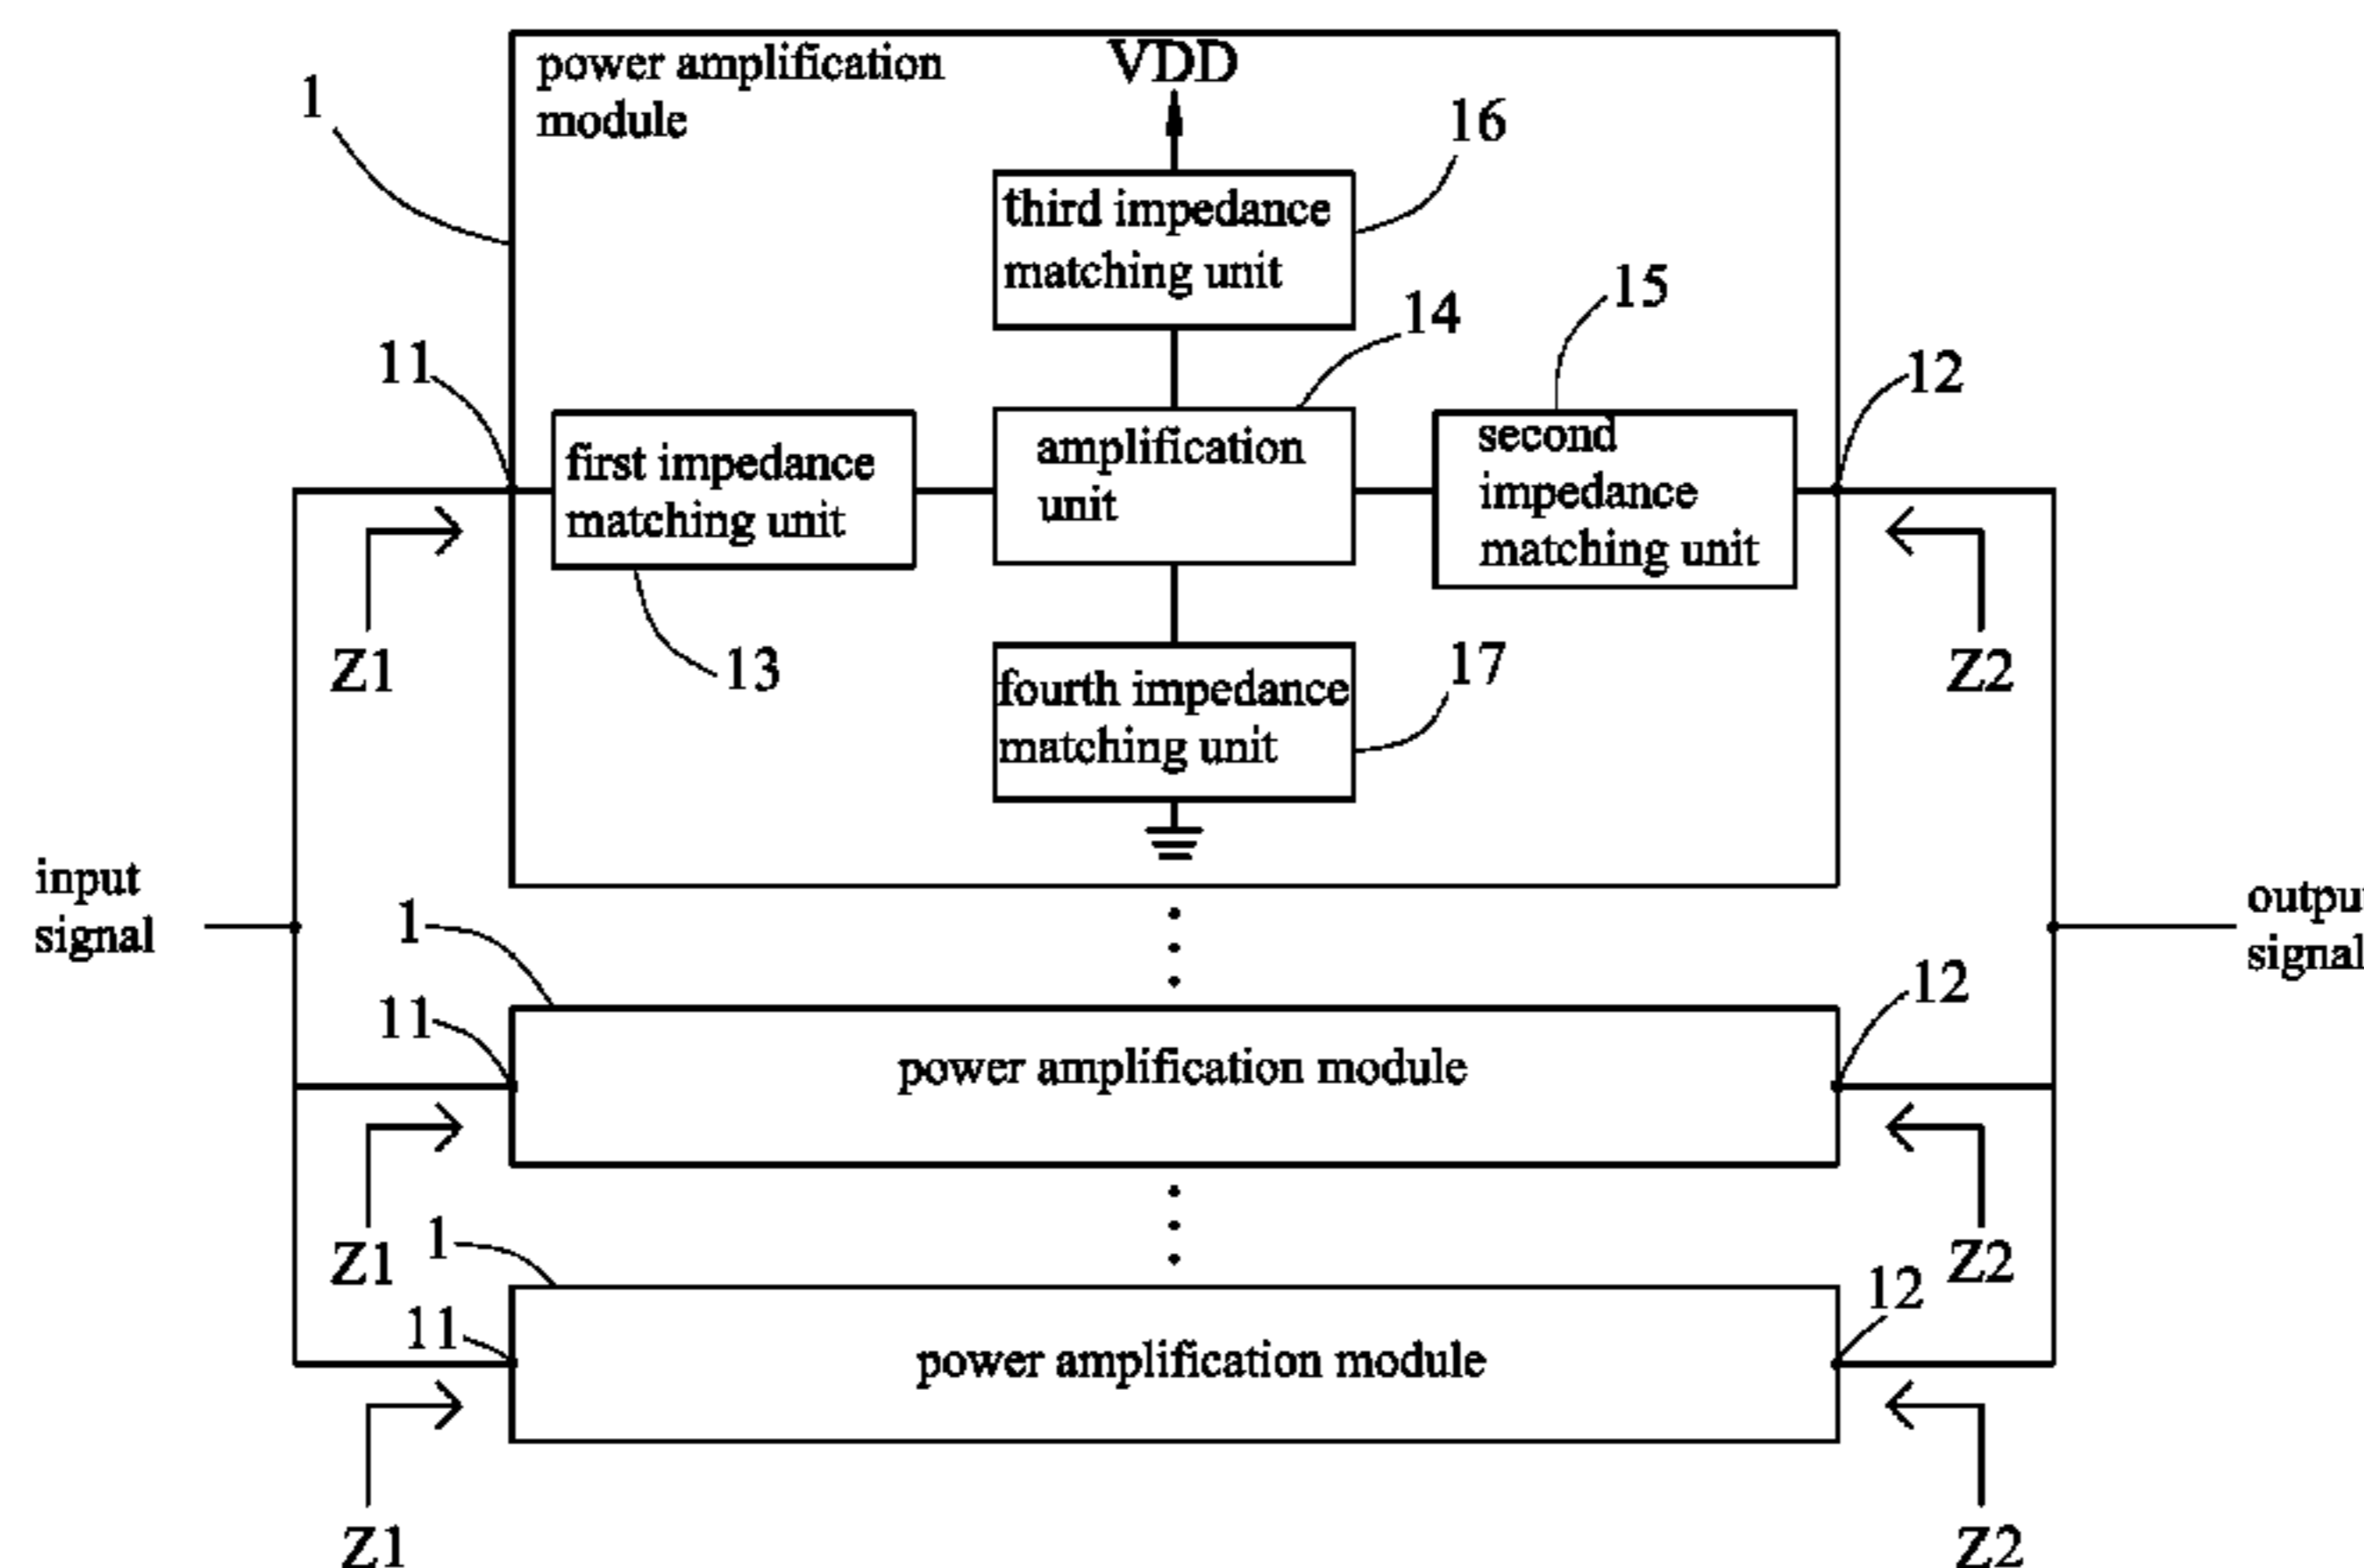 power amplification
module
VDD
1
16
third impedance
matching unit
15
14
11
12
first impedance
matching unit
amplification
unit
second
impedance
matching unit
Z1
13
Z2
17
fourth impedance
matching unit
input
signal
output
signal
1
11
12
power amplification module
Z1
Z2
1
11
12
power amplification module
Z1
Z2